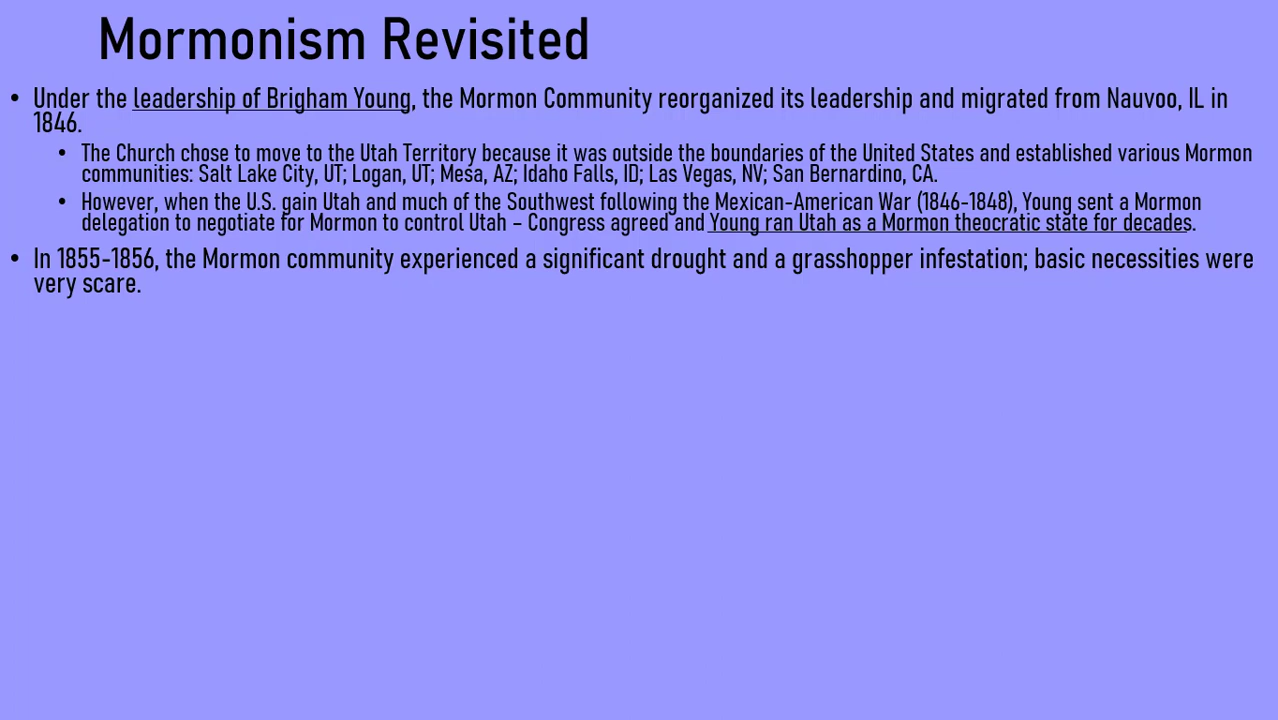 Mormonism Revisited
• Under the leadership of Brigham Young, the Mormon Community reorganized its leadership and migrated from Nauvoo, IL in
1846.
• The Church chose to move to the Utah Territory because it was outside the boundaries of the United States and established various Mormon
communities: Salt Lake City, UT; Logan, UT; Mesa, AZ; Idaho Falls, ID; Las Vegas, NV; San Bernardino, CA.
• However, when the U.S. gain Utah and much of the Southwest following the Mexican-American War (1846-1848), Young sent a Mormon
delegation to negotiate for Mormon to control Utah – Congress agreed and Young ran Utah as a Mormon theocratic state for decades.
• In 1855-1856, the Mormon community experienced a significant drought and a grasshopper infestation; basic necessities were
very scare.